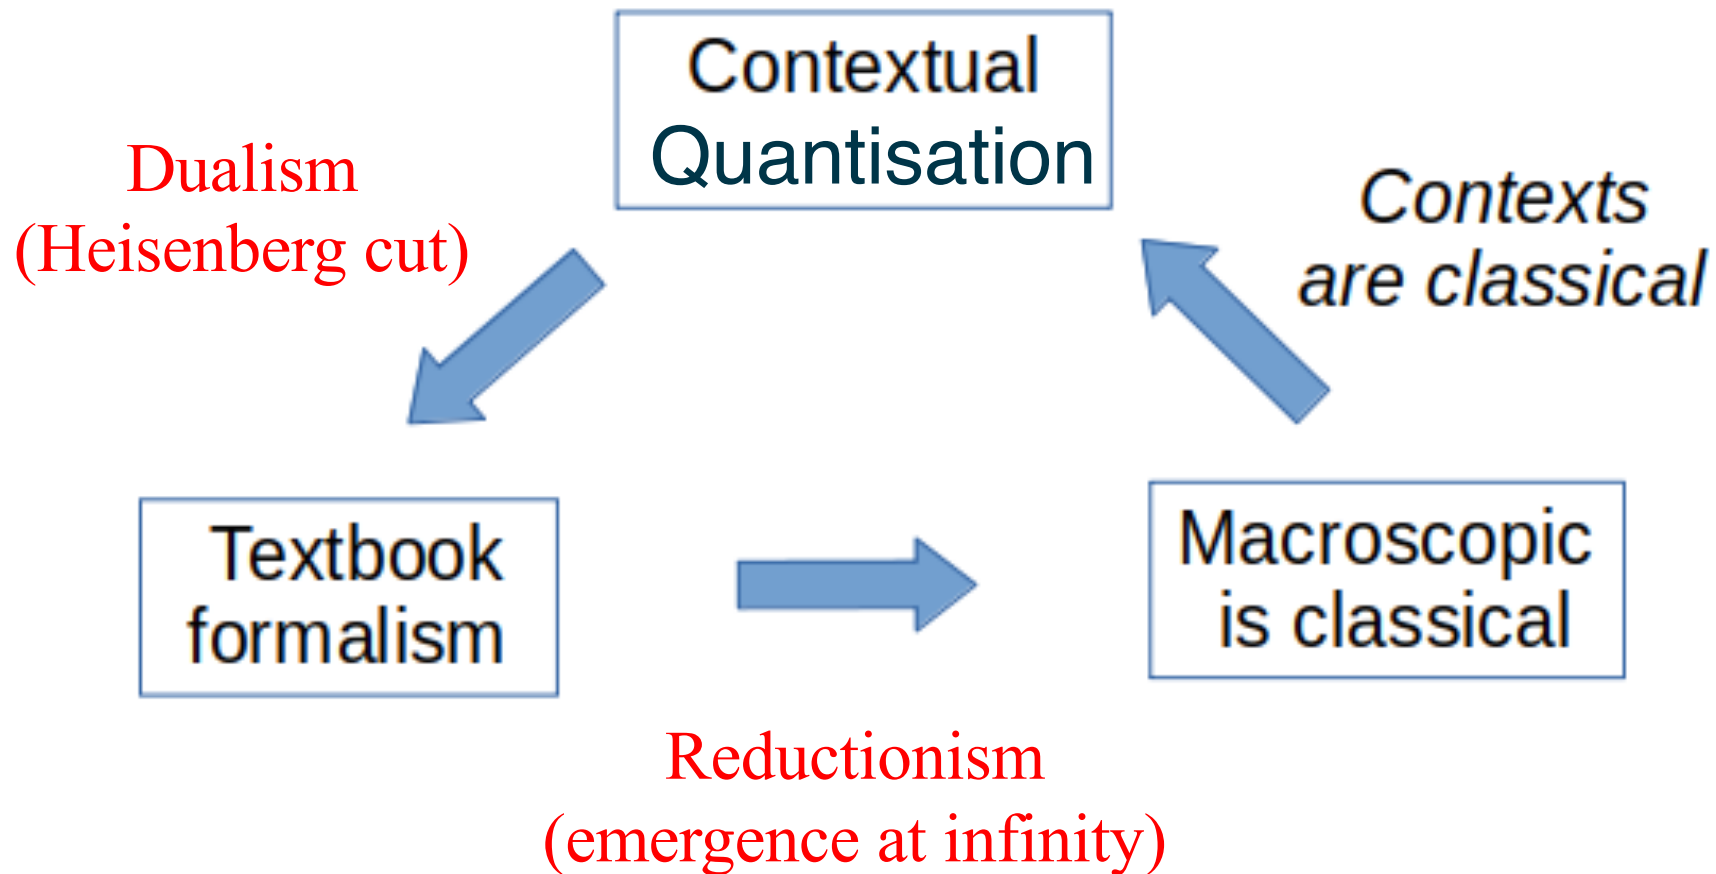 Contextual
Quantisation
Dualism
(Heisenberg cut)
Contexts
are classical
Textbook
formalism
Macroscopic
is classical
Reductionism
(emergence at infinity)